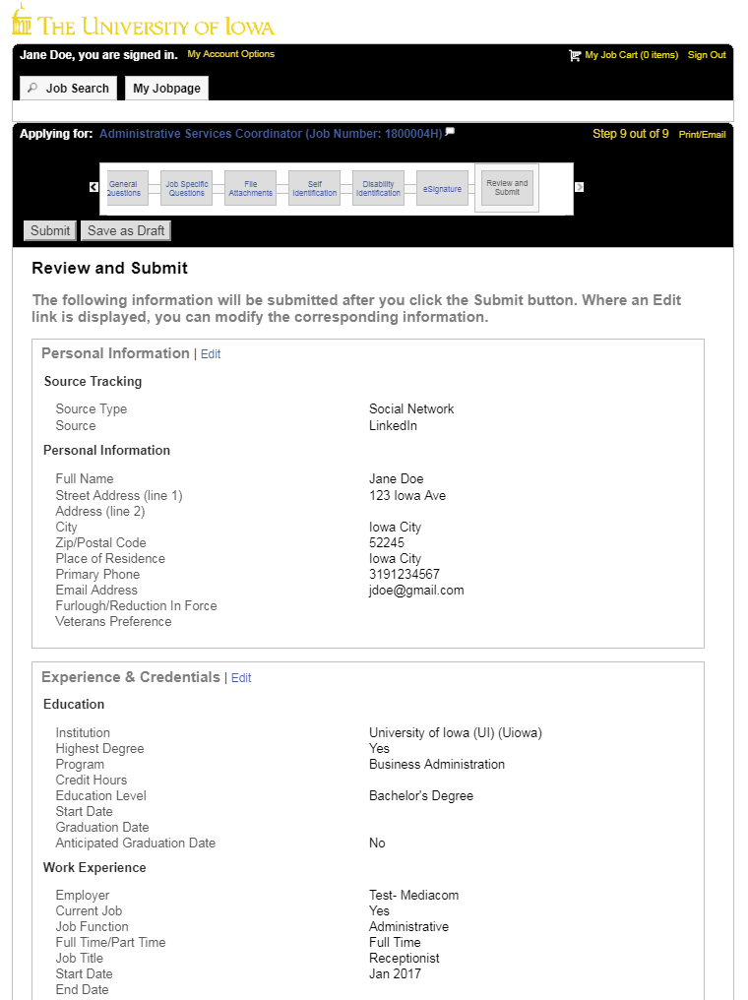 THE UNIVERSITY OF IOWA
Jane Doe, you are signed in. My Account Options My Job Cart (0 items) Sign Out
Job Search My Jobpage
Applying for: Administrative Services Coordinator (Job Number: 1800004H) Step 9 out of 9 Print/Email
General Questions Job Specific Questions File Attachments Self Identification Disability Identification eSignature Review and Submit
Submit Save as Draft
Review and Submit
The following information will be submitted after you click the Submit button. Where an Edit
link is displayed, you can modify the corresponding information.
Personal Information | Edit
Source Tracking
Source Type Social Network
Source LinkedIn
Personal Information
Full Name Jane Doe
Street Address (line 1) 123 Iowa Ave
Address (line 2)
City Iowa City
Zip/Postal Code 52245
Place of Residence Iowa City
Primary Phone 3191234567
Email Address jdoe@gmail.com
Furlough/Reduction In Force
Veterans Preference
Experience & Credentials | Edit
Education
Institution University of Iowa (UI) (Uiowa)
Highest Degree Yes
Program Business Administration
Credit Hours
Education Level Bachelor's Degree
Start Date
Graduation Date
Anticipated Graduation Date No
Work Experience
Employer Test- Mediacom
Current Job Yes
Job Function Administrative
Full Time/Part Time Full Time
Job Title Receptionist
Start Date Jan 2017
End Date